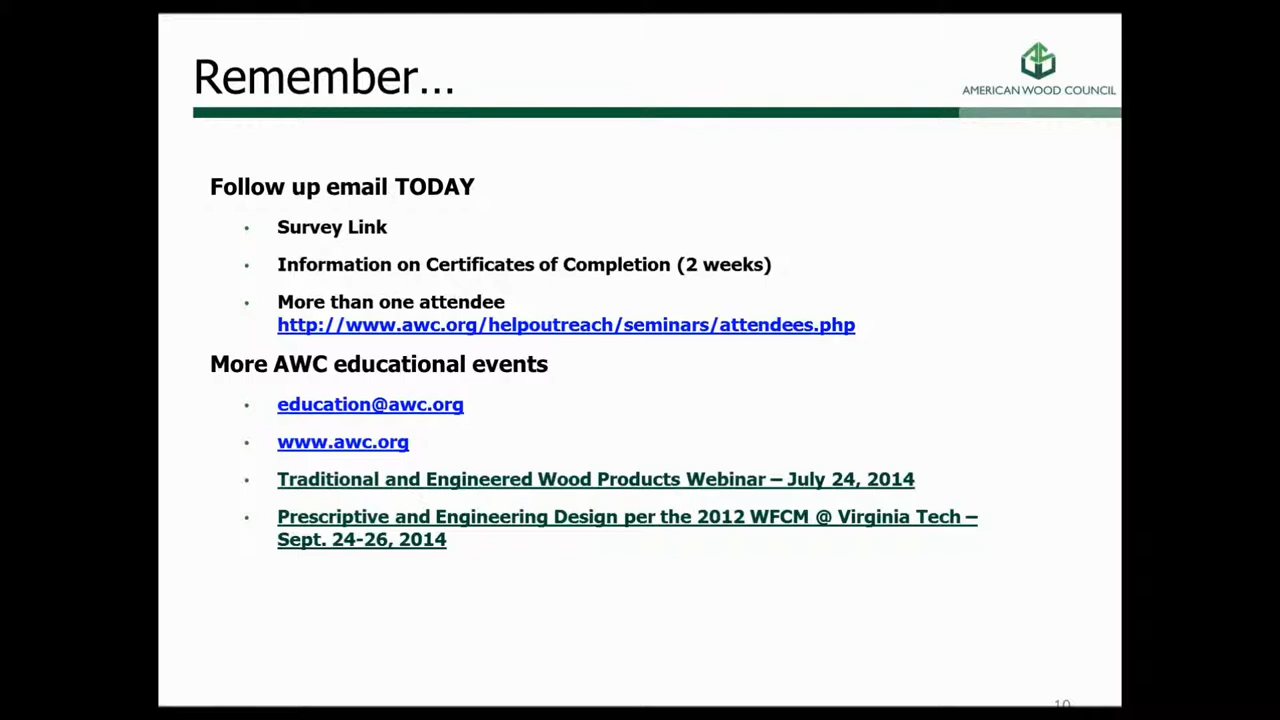 Remember...
AMERICAN WOOD COUNCIL
Follow up email TODAY
• Survey Link
• Information on Certificates of Completion (2 weeks)
• More than one attendee
http://www.awc.org/helpoutreach/seminars/attendees.php
More AWC educational events
• education@awc.org
• www.awc.org
• Traditional and Engineered Wood Products Webinar – July 24, 2014
• Prescriptive and Engineering Design per the 2012 WFCM @ Virginia Tech –
Sept. 24-26, 2014